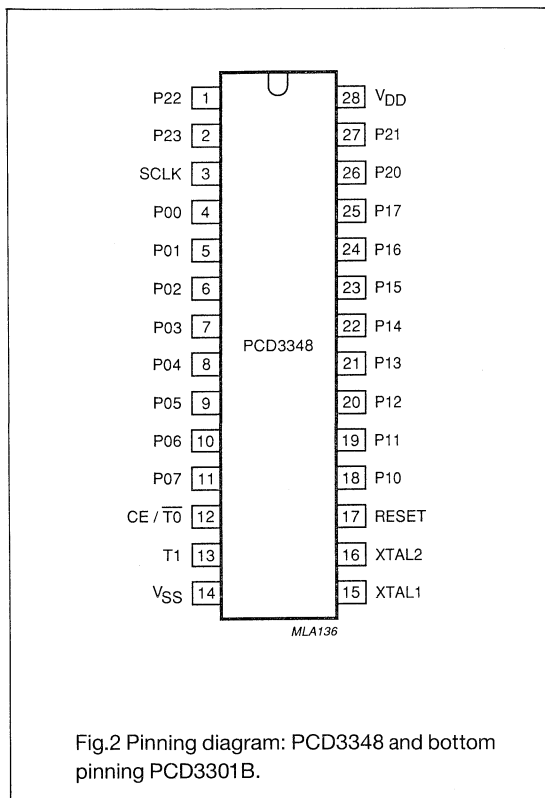 P22 1 28 VDD
P23 2 27 P21
SCLK 3 26 P20
P00 4 25 P17
P01 5 24 P16
P02 6 23 P15
P03 7 22 P14
PCD3348
P04 8 21 P13
P05 9 20 P12
P06 10 19 P11
P07 11 18 P10
CE / T0 12 17 RESET
T1 13 16 XTAL2
VSS 14 15 XTAL1
MLA136
Fig.2 Pinning diagram: PCD3348 and bottom
pinning PCD3301B.